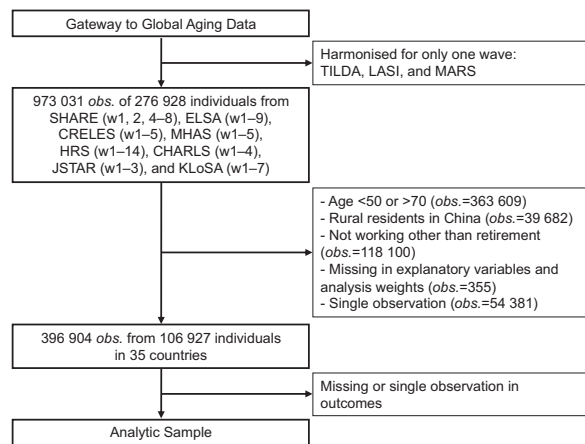 Gateway to Global Aging Data
Harmonised for only one wave:
TILDA, LASI, and MARS
973 031 obs. of 276 928 individuals from
SHARE (w1, 2, 4–8), ELSA (w1–9),
CRELES (w1–5), MHAS (w1–5),
HRS (w1–14), CHARLS (w1–4),
JSTAR (w1–3), and KLoSA (w1–7)
- Age <50 or >70 (obs.=363 609)
- Rural residents in China (obs.=39 682)
- Not working other than retirement
(obs.=118 100)
- Missing in explanatory variables and
analysis weights (obs.=355)
- Single observation (obs.=54 381)
396 904 obs. from 106 927 individuals
in 35 countries
Missing or single observation in
outcomes
Analytic Sample